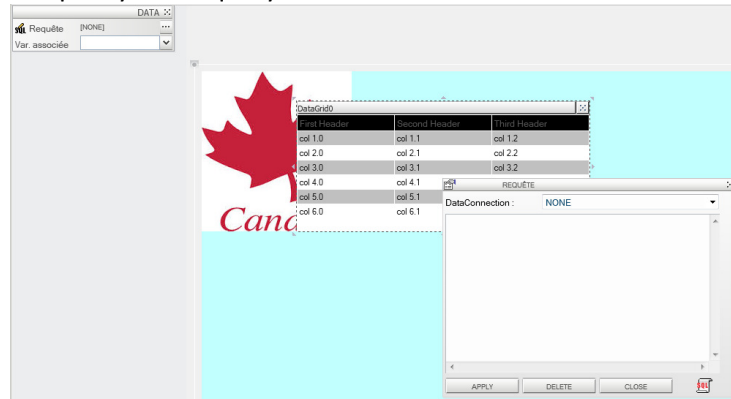 DATA
SQL Requête [NONE] ...
Var. associée
DataGrid0
First Header Second Header Third Header
col 1.0 col 1.1 col 1.2
col 2.0 col 2.1 col 2.2
col 3.0 col 3.1 col 3.2
col 4.0 col 4.1
col 5.0 col 5.1
col 6.0 col 6.1
Cana
REQUÊTE
DataConnection : NONE
APPLY DELETE CLOSE SQL